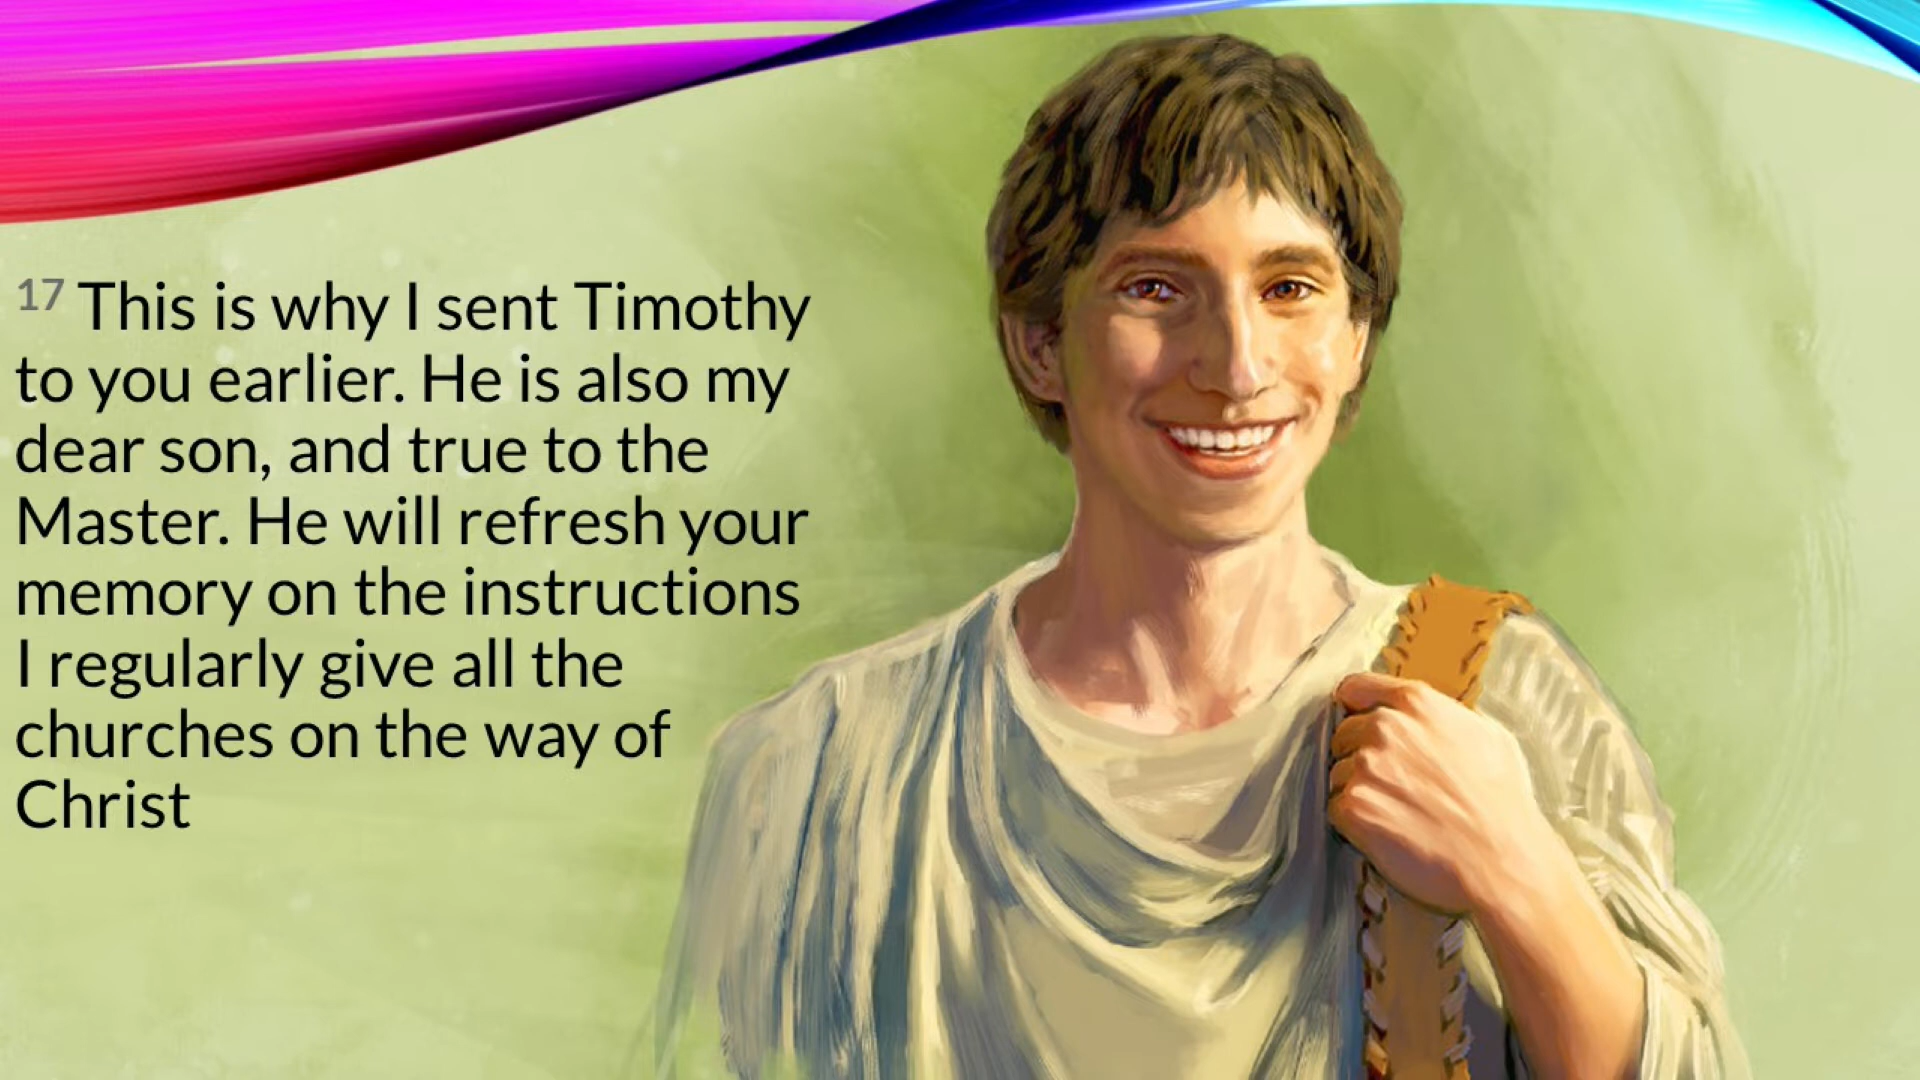 17 This is why I sent Timothy
to you earlier. He is also my
dear son, and true to the
Master. He will refresh your
memory on the instructions
I regularly give all the
churches on the way of
Christ